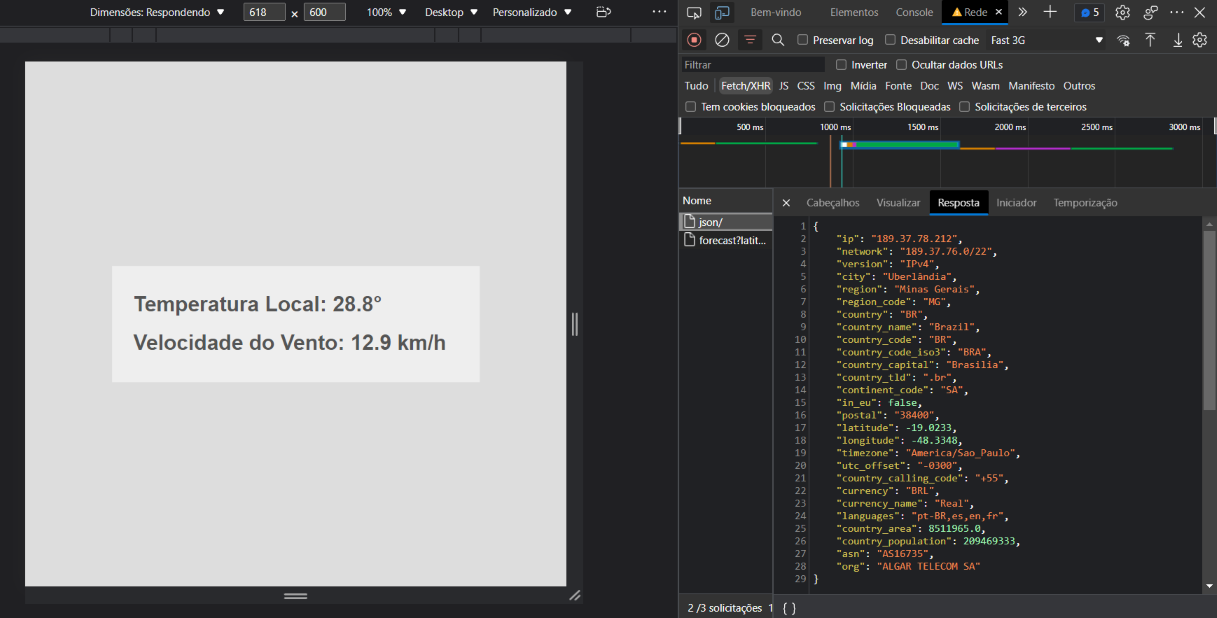 Dimensões: Respondendo ▼ 618 × 600 100% ▼ Desktop ▼ Personalizado ▼ ···
Temperatura Local: 28.8°
Velocidade do Vento: 12.9 km/h
Bem-vindo Elementos Console Rede × » + 5 ···
Preservar log Desabilitar cache Fast 3G ▼
Filtrar Inverter Ocultar dados URLs
Tudo Fetch/XHR JS CSS Img Mídia Fonte Doc WS Wasm Manifesto Outros
Tem cookies bloqueados Solicitações Bloqueadas Solicitações de terceiros
500 ms 1000 ms 1500 ms 2000 ms 2500 ms 3000 ms
Nome
json/
forecast?latit...
× Cabeçalhos Visualizar Resposta Iniciador Temporização
1 {
2 "ip": "189.37.78.212",
3 "network": "189.37.76.0/22",
4 "version": "IPv4",
5 "city": "Uberlândia",
6 "region": "Minas Gerais",
7 "region_code": "MG",
8 "country": "BR",
9 "country_name": "Brazil",
10 "country_code": "BR",
11 "country_code_iso3": "BRA",
12 "country_capital": "Brasilia",
13 "country_tld": ".br",
14 "continent_code": "SA",
15 "in_eu": false,
16 "postal": "38400",
17 "latitude": -19.0233,
18 "longitude": -48.3348,
19 "timezone": "America/Sao_Paulo",
20 "utc_offset": "-0300",
21 "country_calling_code": "+55",
22 "currency": "BRL",
23 "currency_name": "Real",
24 "languages": "pt-BR,es,en,fr",
25 "country_area": 8511965.0,
26 "country_population": 209469333,
27 "asn": "AS16735",
28 "org": "ALGAR TELECOM SA"
29 }
2 /3 solicitações 1 { }